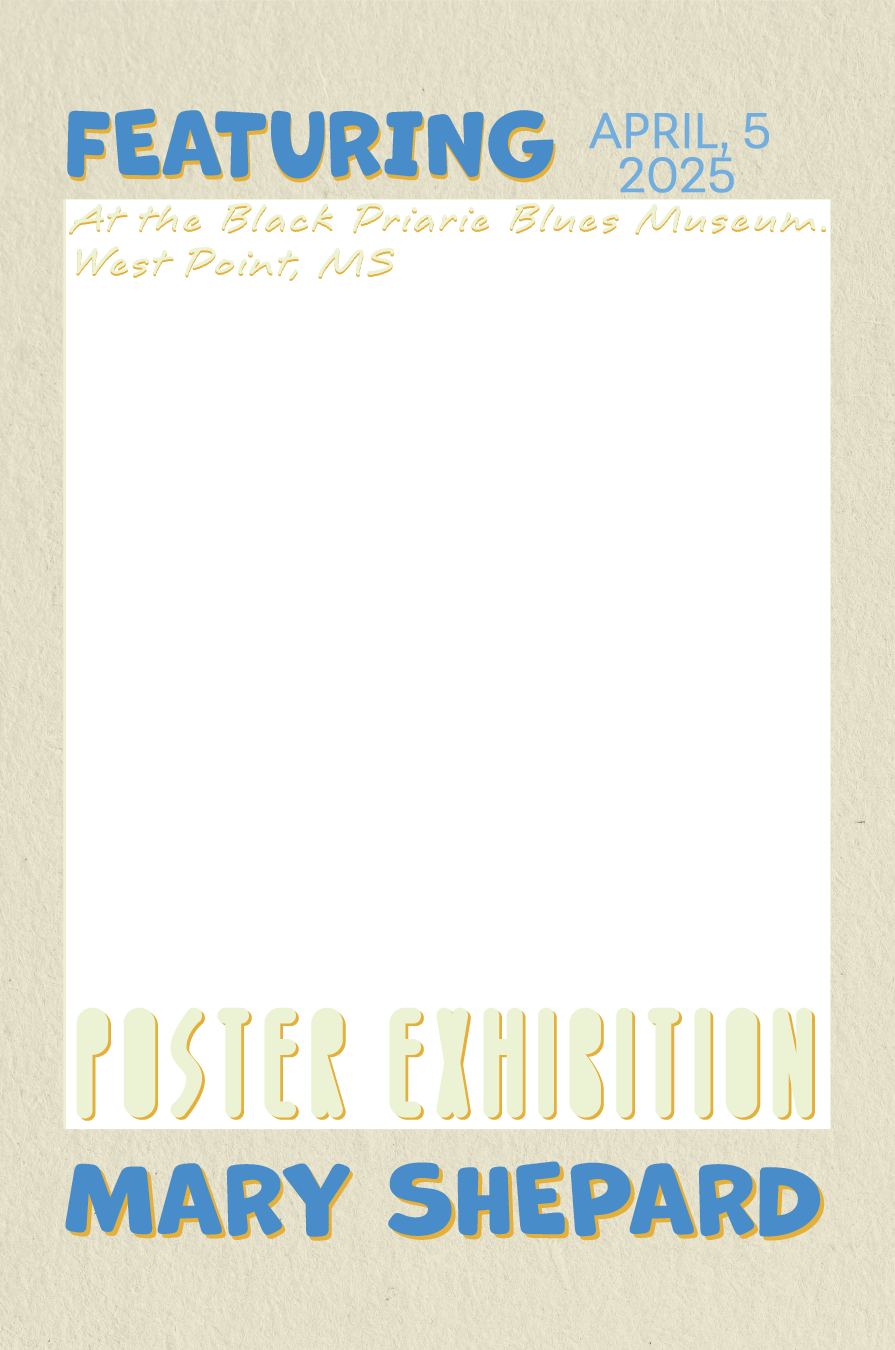 FEATURING
APRIL, 5
2025
At the Black Priarie Blues Museum.
West Point, MS
POSTER EXHIBITION
MARY SHEPARD